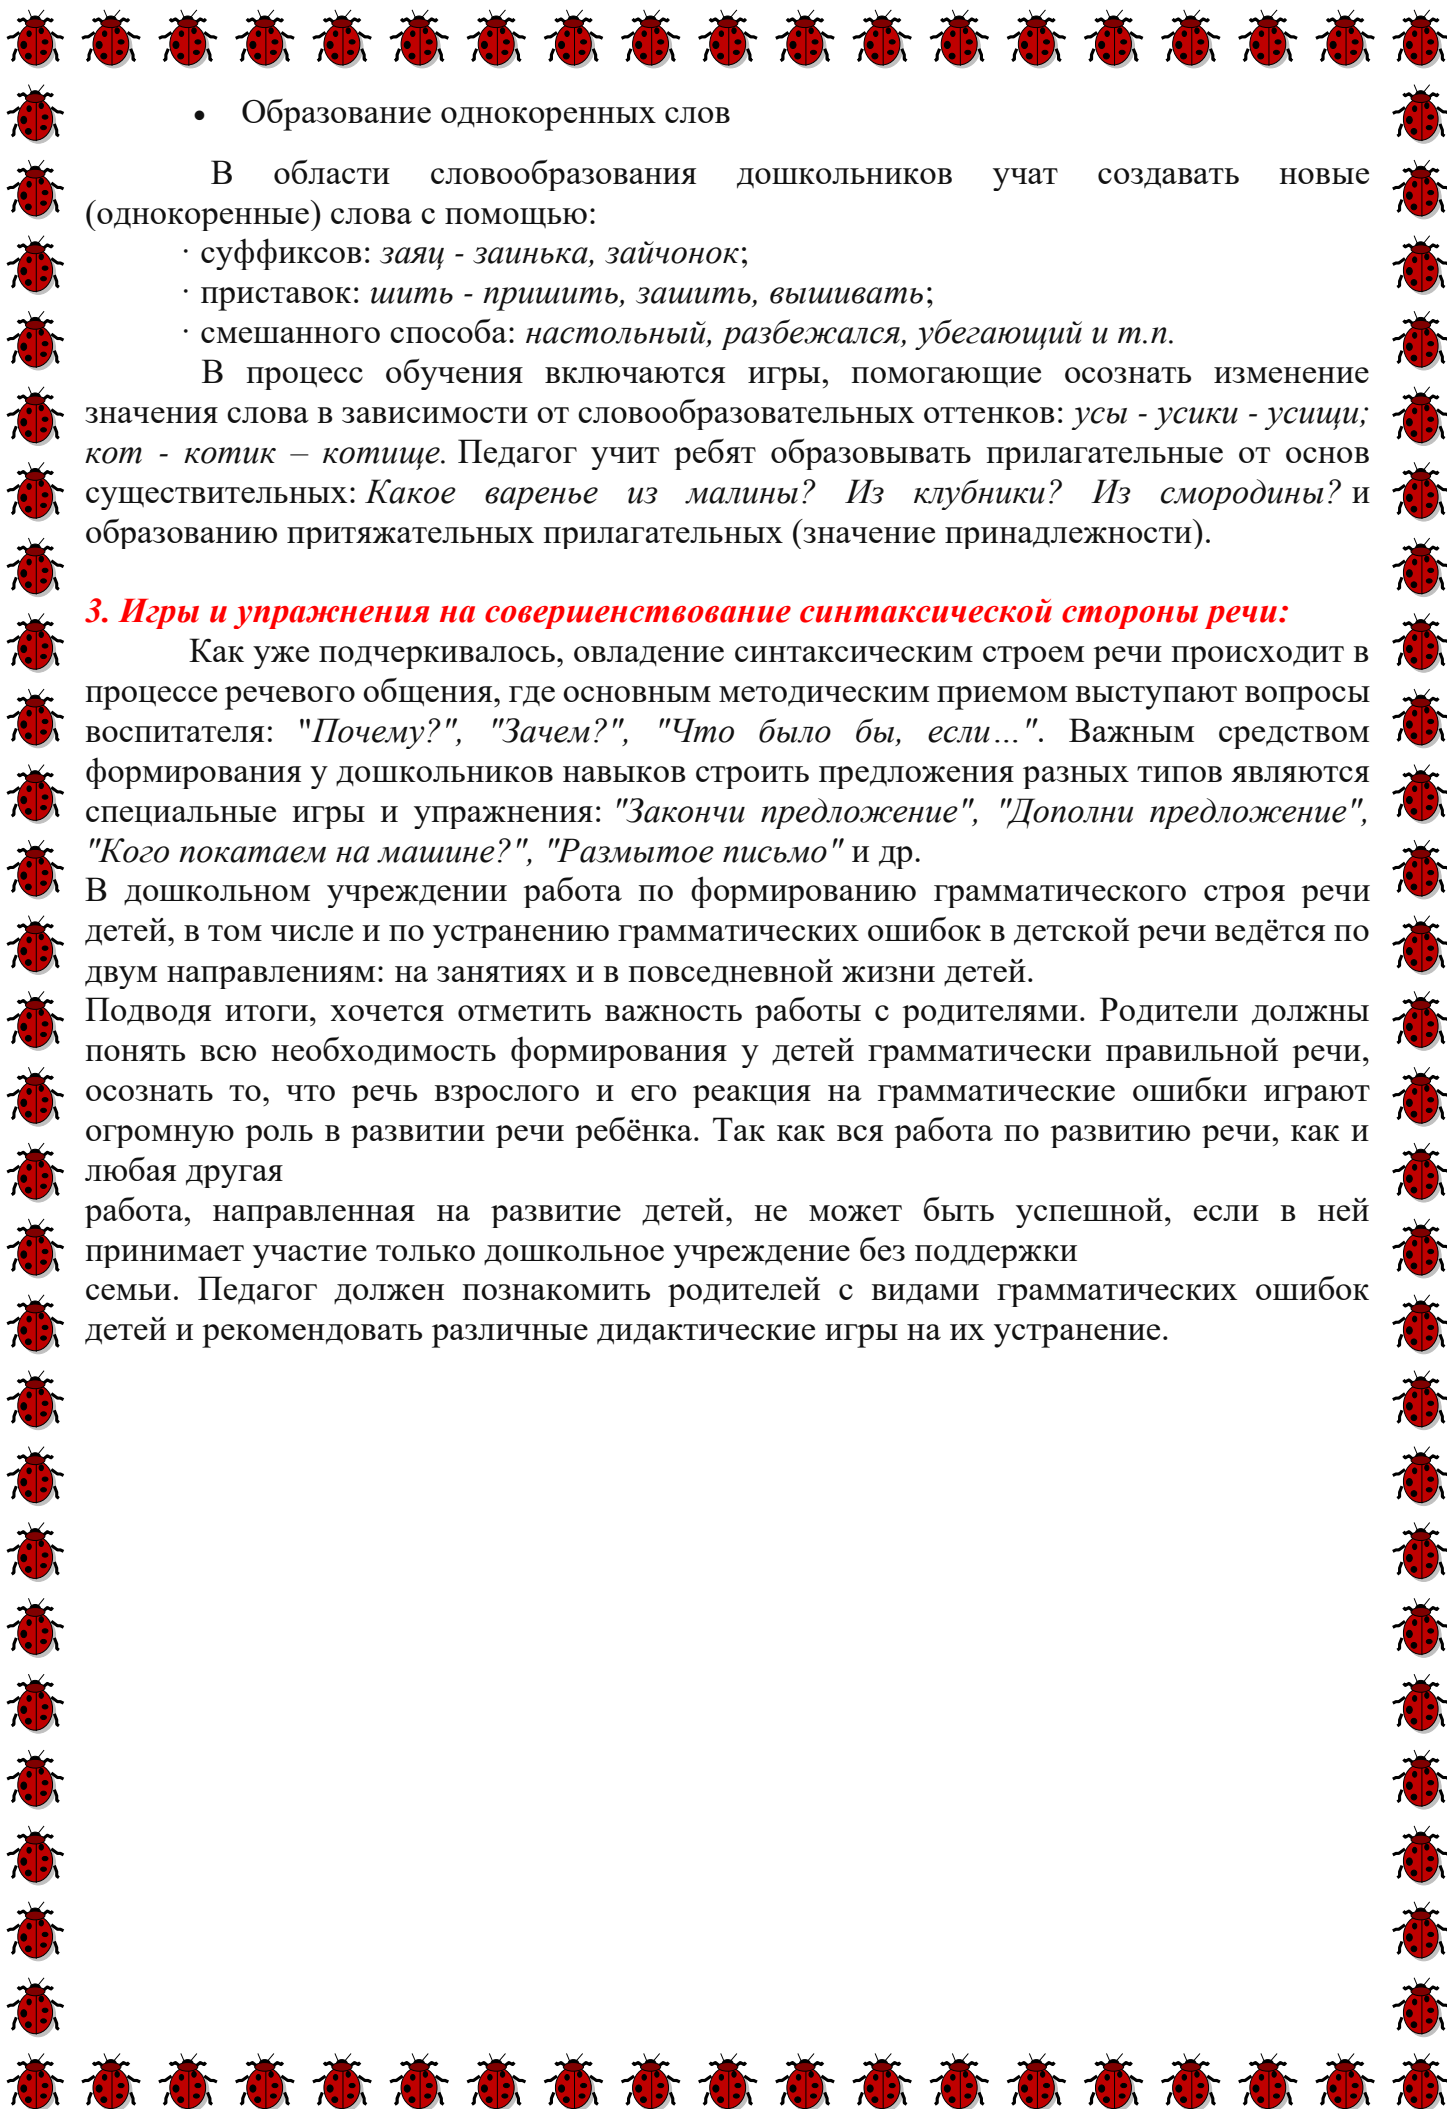 • Образование однокоренных слов
В области словообразования дошкольников учат создавать новые
(однокоренные) слова с помощью:
· суффиксов: заяц - заинька, зайчонок;
· приставок: шить - пришить, зашить, вышивать;
· смешанного способа: настольный, разбежался, убегающий и т.п.
В процесс обучения включаются игры, помогающие осознать изменение
значения слова в зависимости от словообразовательных оттенков: усы - усики - усищи;
кот - котик – котище. Педагог учит ребят образовывать прилагательные от основ
существительных: Какое варенье из малины? Из клубники? Из смородины? и
образованию притяжательных прилагательных (значение принадлежности).
3. Игры и упражнения на совершенствование синтаксической стороны речи:
Как уже подчеркивалось, овладение синтаксическим строем речи происходит в
процессе речевого общения, где основным методическим приемом выступают вопросы
воспитателя: "Почему?", "Зачем?", "Что было бы, если…". Важным средством
формирования у дошкольников навыков строить предложения разных типов являются
специальные игры и упражнения: "Закончи предложение", "Дополни предложение",
"Кого покатаем на машине?", "Размытое письмо" и др.
В дошкольном учреждении работа по формированию грамматического строя речи
детей, в том числе и по устранению грамматических ошибок в детской речи ведётся по
двум направлениям: на занятиях и в повседневной жизни детей.
Подводя итоги, хочется отметить важность работы с родителями. Родители должны
понять всю необходимость формирования у детей грамматически правильной речи,
осознать то, что речь взрослого и его реакция на грамматические ошибки играют
огромную роль в развитии речи ребёнка. Так как вся работа по развитию речи, как и
любая другая
работа, направленная на развитие детей, не может быть успешной, если в ней
принимает участие только дошкольное учреждение без поддержки
семьи. Педагог должен познакомить родителей с видами грамматических ошибок
детей и рекомендовать различные дидактические игры на их устранение.